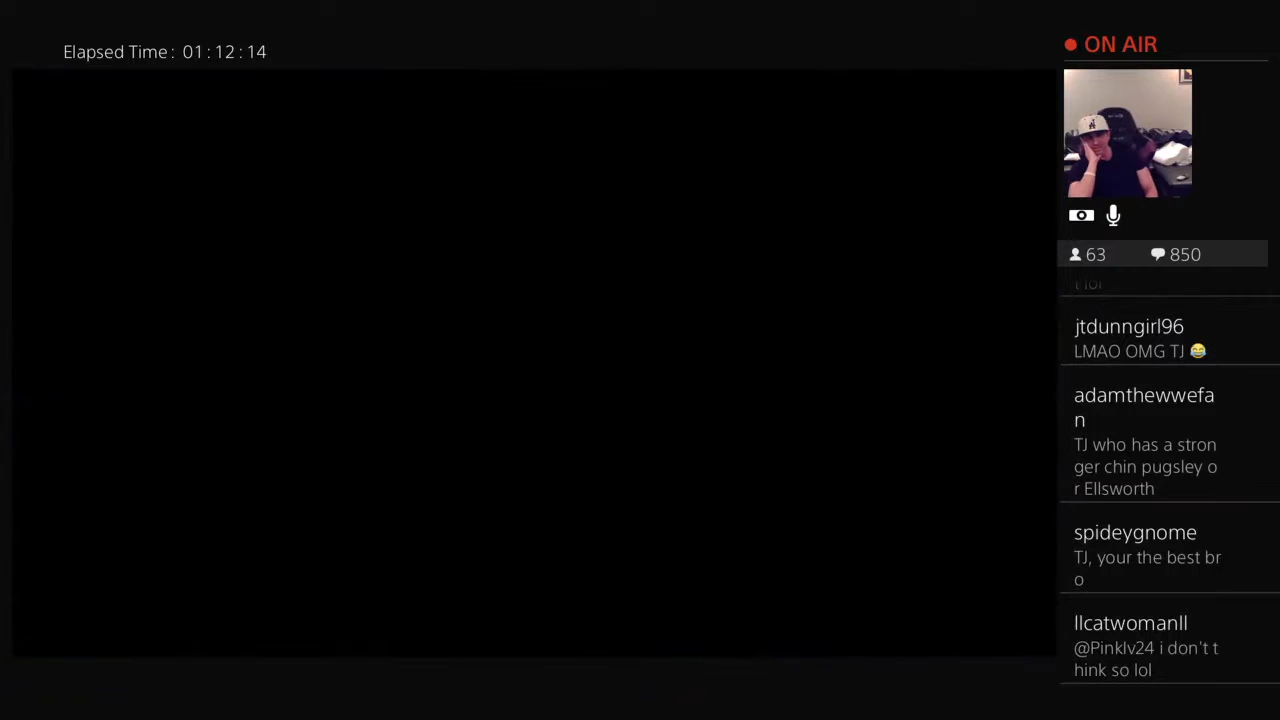 Elapsed Time: 01:12:14
ON AIR
63 850
t lol
jtdunngirl96
LMAO OMG TJ 😂
adamthewwefa
n
TJ who has a stron
ger chin pugsley o
r Ellsworth
spideygnome
TJ, your the best br
o
llcatwomanll
@Pinklv24 i don't t
hink so lol